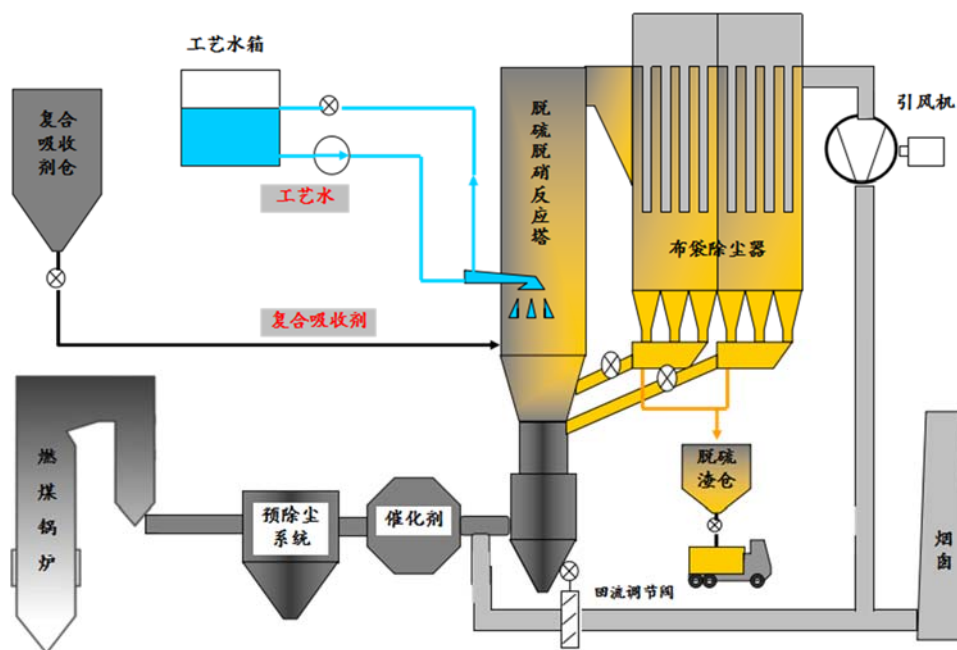 工艺水箱
复合
吸收
剂仓
工艺水
脱硫脱硝反应塔
引风机
布袋除尘器
复合吸收剂
燃煤锅炉
预除尘
系统
催化剂
脱硫
渣仓
回流调节阀
烟囱